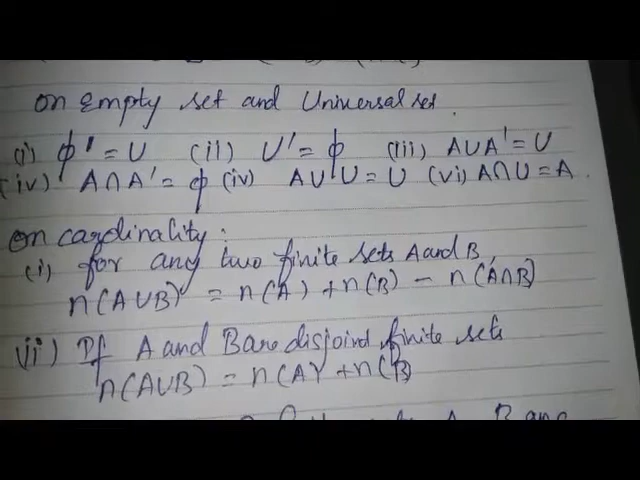 on empty set and Universal set.
(i) ϕ' = U (ii) U' = ϕ (iii) A∪A' = U
(iv) A∩A' = ϕ (iv) A∪U = U (vi) A∩U = A.
on cardinality:
(i) for any two finite sets A and B,
n(A∪B) = n(A) + n(B) - n(A∩B)
(ii) If A and B are disjoint finite sets
n(A∪B) = n(A) + n(B)
A, B and